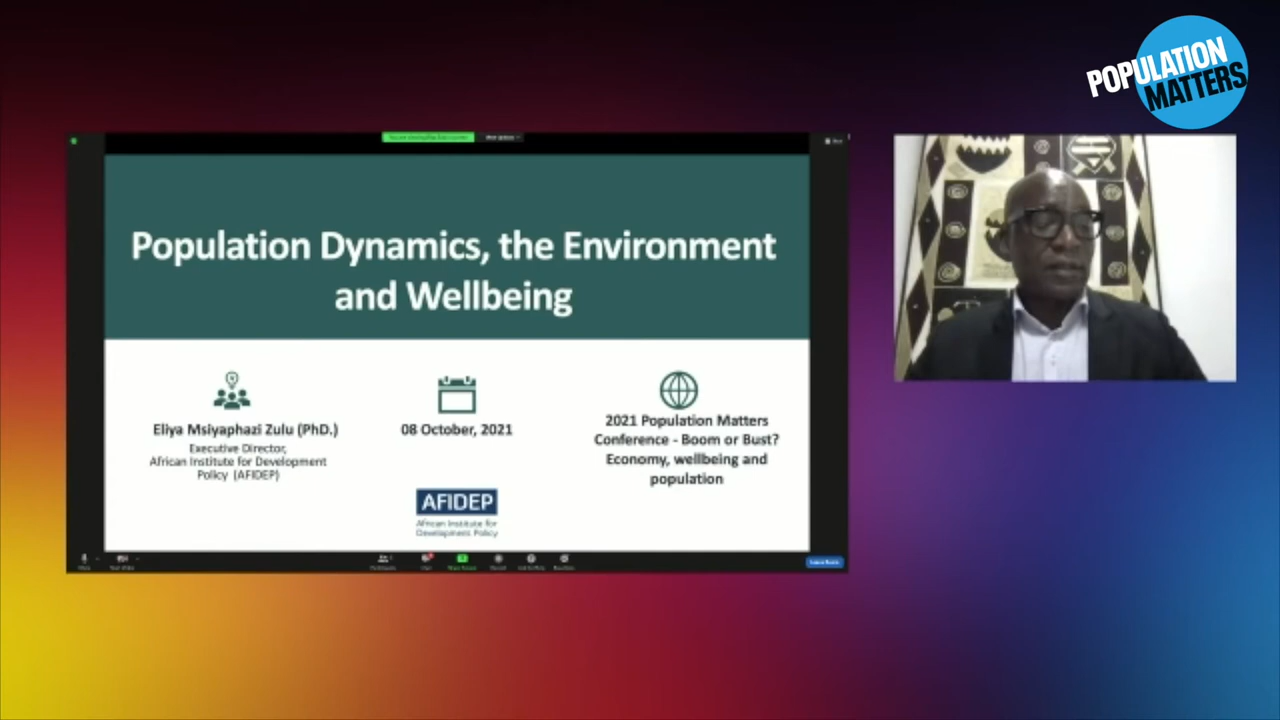 POPULATION
MATTERS
Population Dynamics, the Environment
and Wellbeing
Eliya Msiyaphazi Zulu (PhD.)
Executive Director,
African Institute for Development
Policy (AFIDEP)
08 October, 2021
AFIDEP
African Institute for
Development Policy
2021 Population Matters
Conference - Boom or Bust?
Economy, wellbeing and
population